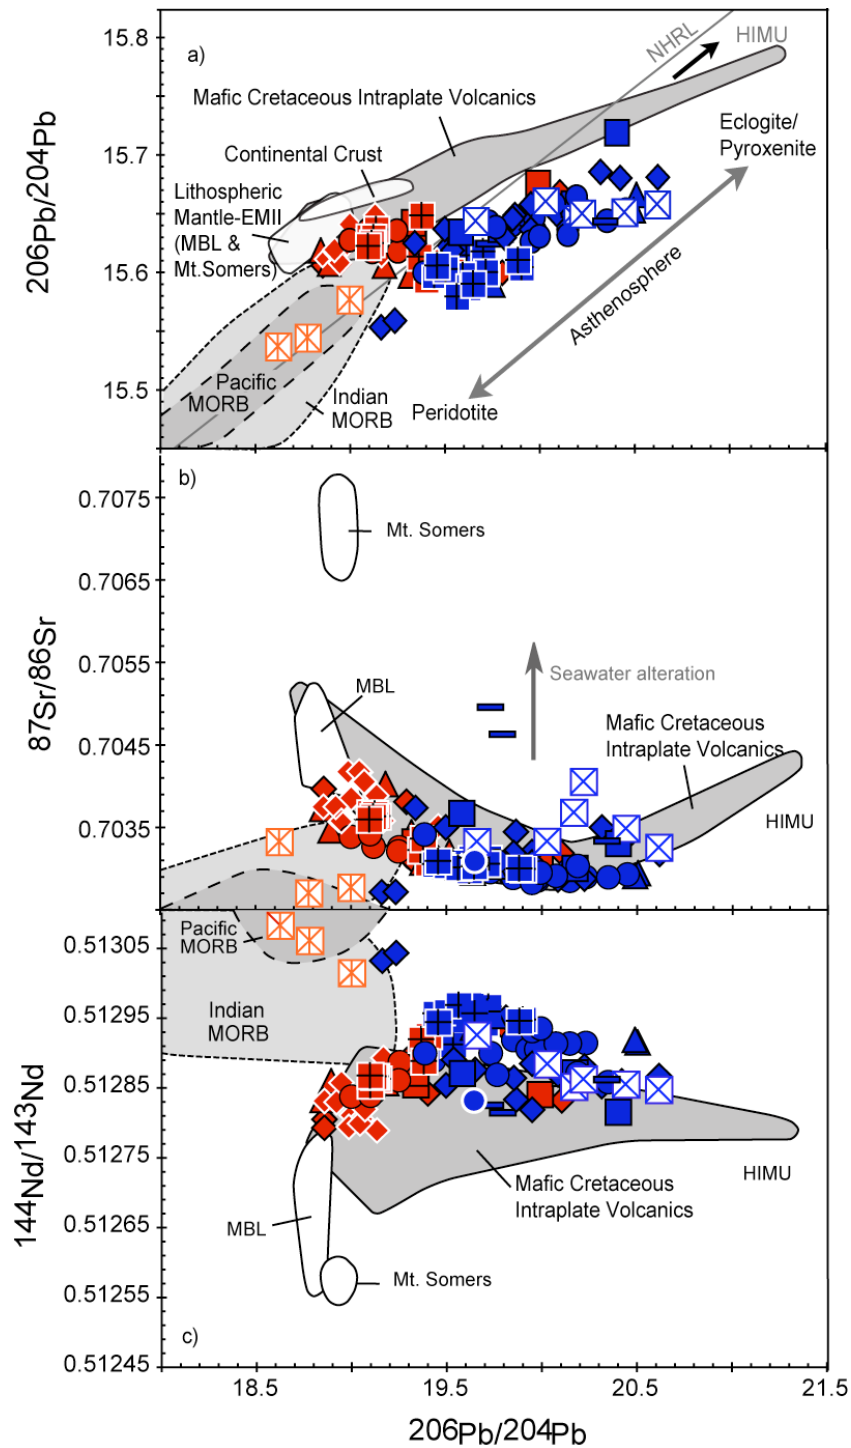 15.8
15.7
15.6
15.5
206Pb/204Pb
a)
NHRL
HIMU
Mafic Cretaceous Intraplate Volcanics
Continental Crust
Lithospheric
Mantle-EMII
(MBL &
Mt.Somers)
Eclogite/
Pyroxenite
Asthenosphere
Pacific
MORB
Indian
MORB
Peridotite
b)
0.7075
0.7065
0.7055
0.7045
0.7035
87Sr/86Sr
Mt. Somers
MBL
Seawater alteration
Mafic Cretaceous
Intraplate Volcanics
HIMU
0.51305
0.51295
0.51285
0.51275
0.51265
0.51255
0.51245
144Nd/143Nd
Pacific
MORB
Indian
MORB
HIMU
Mafic Cretaceous
Intraplate Volcanics
MBL
Mt. Somers
c)
18.5
19.5
20.5
21.5
206Pb/204Pb